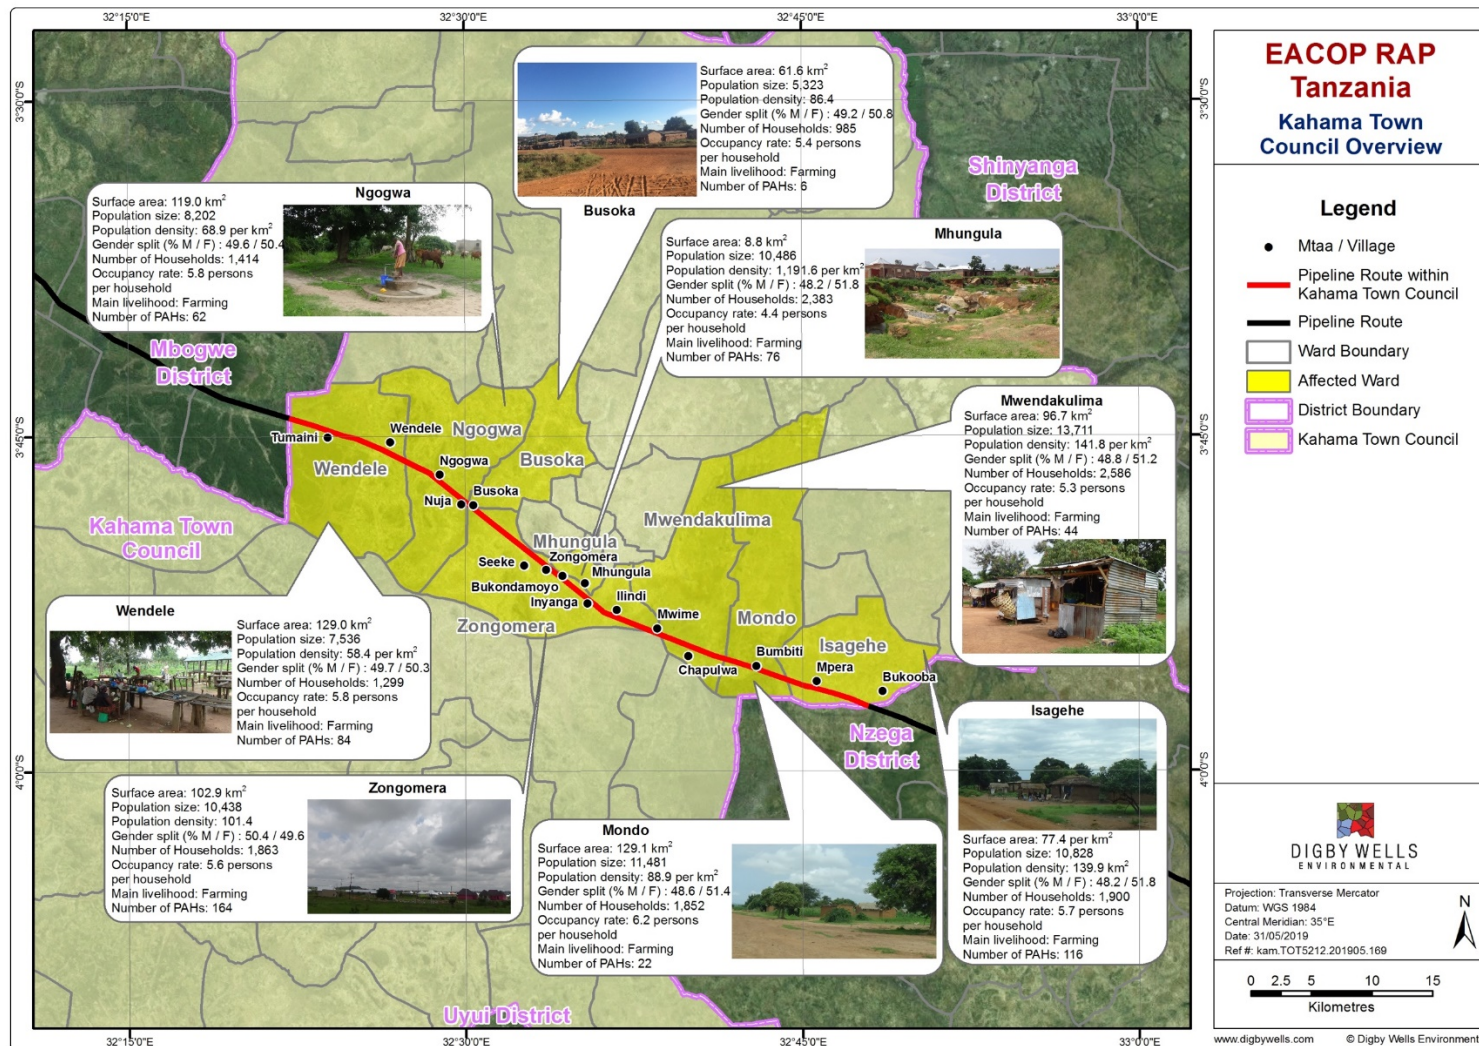 32°15'0"E
32°30'0"E
32°45'0"E
33°0'0"E
3°30'0"S
3°30'0"S
3°45'0"S
3°45'0"S
4°0'0"S
4°0'0"S
32°15'0"E
32°30'0"E
32°45'0"E
33°0'0"E
Surface area: 61.6 km²
Population size: 5,323
Population density: 86.4
Gender split (% M / F) : 49.2 / 50.8
Number of Households: 985
Occupancy rate: 5.4 persons
per household
Main livelihood: Farming
Number of PAHs: 6
Busoka
Ngogwa
Surface area: 119.0 km²
Population size: 8,202
Population density: 68.9 per km²
Gender split (% M / F) : 49.6 / 50.4
Number of Households:
1,414
Occupancy rate: 5.8 persons
per household
Main livelihood: Farming
Number of PAHs: 62
Mhungula
Surface area: 8.8 km²
Population size: 10,486
Population density: 1,191.6 per km²
Gender split (% M / F) : 48.2 / 51.8
Number of Households:
2,383
Occupancy rate: 4.4 persons
per household
Main livelihood: Farming
Number of PAHs: 76
Mwendakulima
Surface area: 96.7 km²
Population size: 13,711
Population density: 141.8 per km²
Gender split (% M / F) : 48.8 / 51.2
Number of Households: 2,586
Occupancy rate: 5.3 persons
per household
Main livelihood: Farming
Number of PAHs: 44
Shinyanga
District
Mbogwe
District
Kahama Town
Council
Nzega
District
Uyui District
Wendele
Ngogwa
Busoka
Mhungula
Mwendakulima
Zongomera
Mondo
Isagehe
Tumaini
Wendele
Ngogwa
Nuja
Busoka
Seeke
Zongomera
Bukondamoyo
Mhungula
Inyanga
Ilindi
Mwime
Chapulwa
Bumbiti
Mpera
Bukooba
Wendele
Surface area: 129.0 km²
Population size: 7,536
Population density: 58.4 per km²
Gender split (% M / F) : 49.7 / 50.3
Number of Households:
1,299
Occupancy rate: 5.8 persons
per household
Main livelihood: Farming
Number of PAHs: 84
Zongomera
Surface area: 102.9 km²
Population size: 10,438
Population density: 101.4
Gender split (% M / F) : 50.4 / 49.6
Number of Households: 1,863
Occupancy rate: 5.6 persons
per household
Main livelihood: Farming
Number of PAHs: 164
Mondo
Surface area: 129.1 km²
Population size: 11,481
Population density: 88.9 per km²
Gender split (% M / F) : 48.6 / 51.4
Number of Households: 1,852
Occupancy rate: 6.2 persons
per household
Main livelihood: Farming
Number of PAHs: 22
Isagehe
Surface area: 77.4 per km²
Population size: 10,828
Population density: 139.9 km²
Gender split (% M / F) : 48.2 / 51.8
Number of Households: 1,900
Occupancy rate: 5.7 persons
per household
Main livelihood: Farming
Number of PAHs: 116
EACOP RAP
Tanzania
Kahama Town
Council Overview
Legend
Mtaa / Village
Pipeline Route within
Kahama Town Council
Pipeline Route
Ward Boundary
Affected Ward
District Boundary
Kahama Town Council
DIGBY WELLS
ENVIRONMENTAL
Projection: Transverse Mercator
Datum: WGS 1984
Central Meridian: 35°E
Date: 31/05/2019
Ref #: kam.TOT5212.201905.169
N
0 2.5 5 10 15
Kilometres
www.digbywells.com © Digby Wells Environment